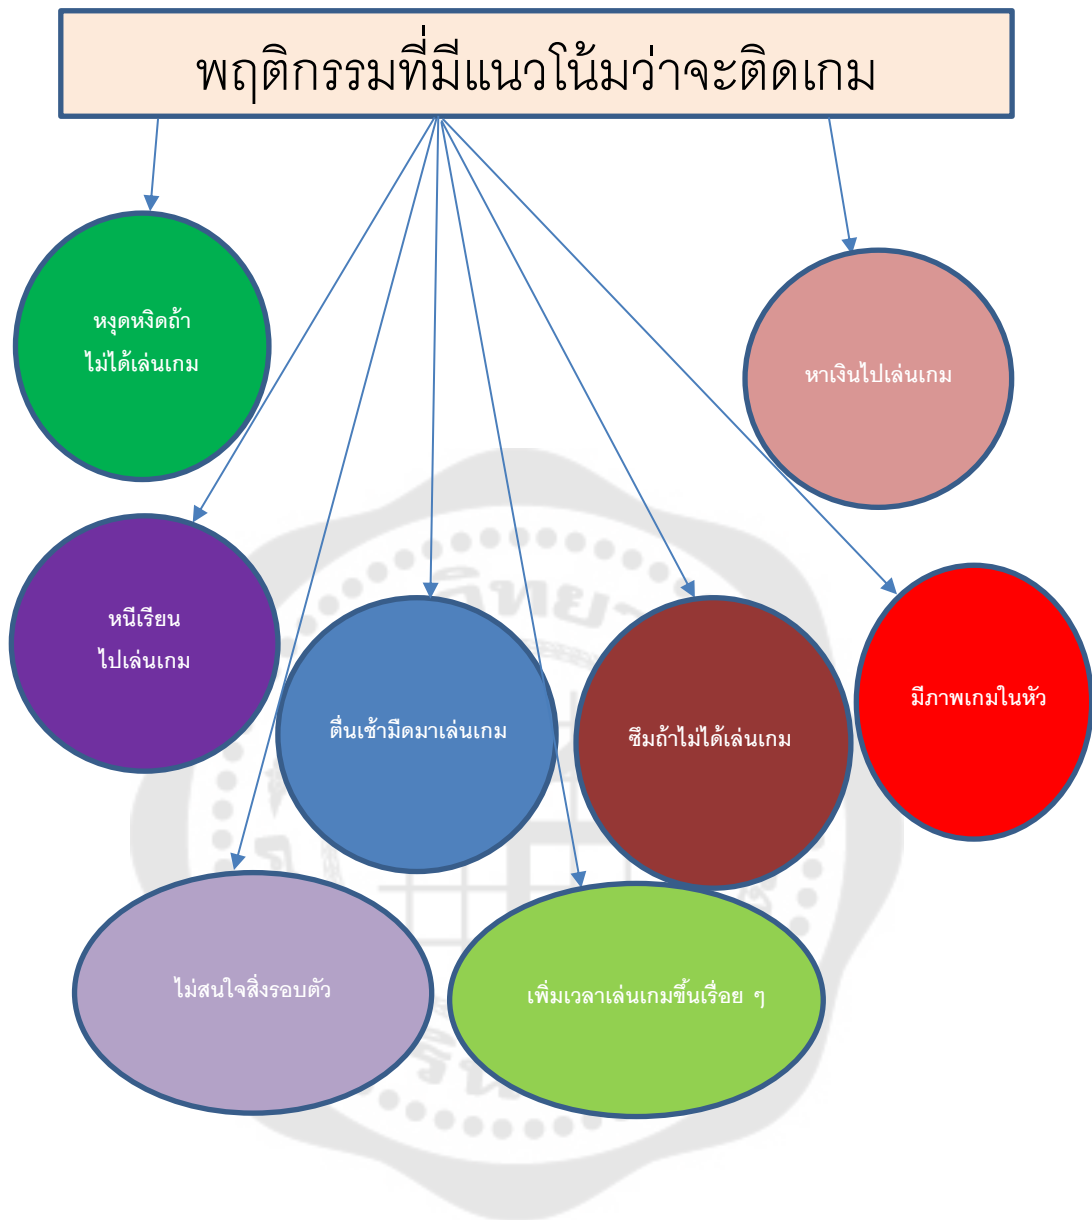 พฤติกรรมที่มีแนวโน้มว่าจะติดเกม
หงุดหงิดถ้า
ไม่ได้เล่นเกม
หาเงินไปเล่นเกม
หนีเรียน
ไปเล่นเกม
ตื่นเช้ามืดมาเล่นเกม
ซึมถ้าไม่ได้เล่นเกม
มีภาพเกมในหัว
ไม่สนใจสิ่งรอบตัว
เพิ่มเวลาเล่นเกมขึ้นเรื่อย ๆ